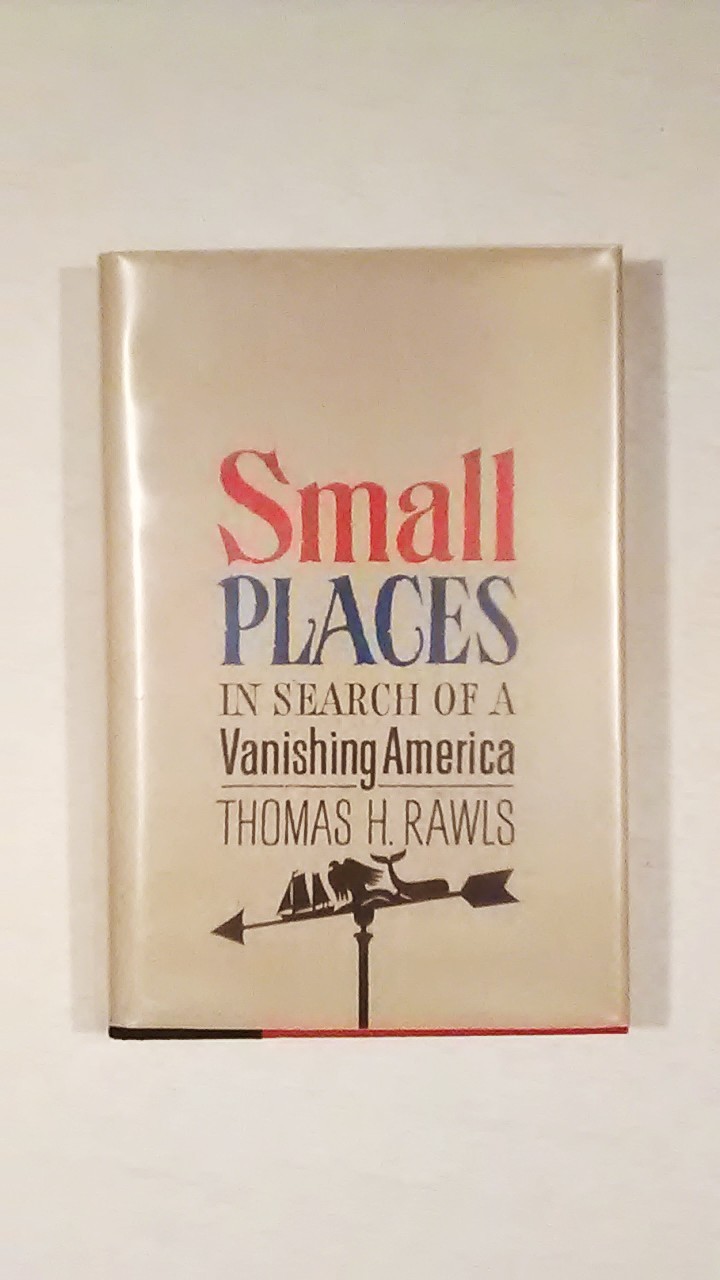 Small
PLACES
IN SEARCH OF A
Vanishing America
THOMAS H. RAWLS